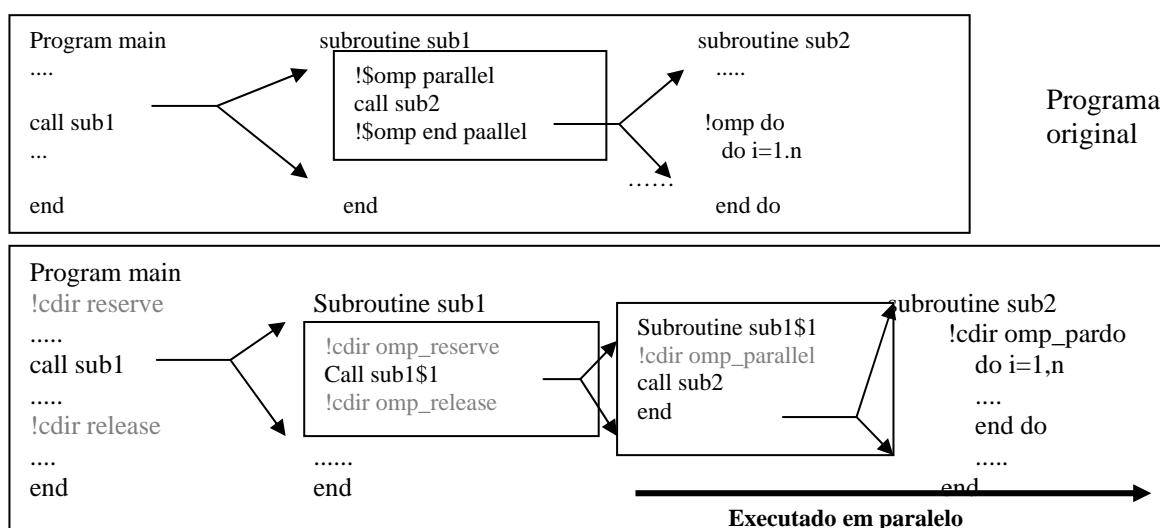 Program main
....
call sub1
...
end
subroutine sub1
!$omp parallel
call sub2
!$omp end paallel
end
subroutine sub2
.....
!omp do
do i=1.n
……
end do
Programa
original
Program main
!cdir reserve
.....
call sub1
.....
!cdir release
....
end
Subroutine sub1
!cdir omp_reserve
Call sub1$1
!cdir omp_release
......
end
Subroutine sub1$1
!cdir omp_parallel
call sub2
end
subroutine sub2
!cdir omp_pardo
do i=1,n
....
end do
.....
end
Executado em paralelo